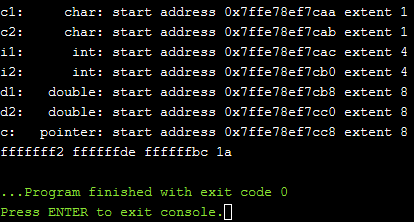 c1:     char: start address 0x7ffe78ef7caa extent 1
c2:     char: start address 0x7ffe78ef7cab extent 1
i1:      int: start address 0x7ffe78ef7cac extent 4
i2:      int: start address 0x7ffe78ef7cb0 extent 4
d1:   double: start address 0x7ffe78ef7cb8 extent 8
d2:   double: start address 0x7ffe78ef7cc0 extent 8
c:   pointer: start address 0x7ffe78ef7cc8 extent 8
fffffff2 ffffffde ffffffbc 1a
...Program finished with exit code 0
Press ENTER to exit console.